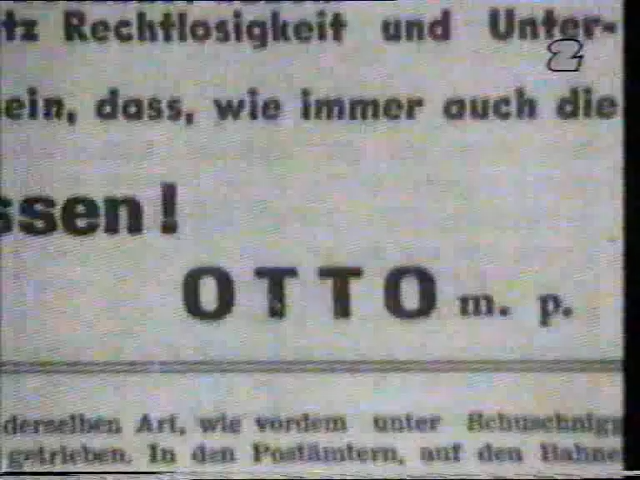 tz Rechtlosigkeit und Unter-
2
ein, dass, wie immer auch die
ssen!
OTTO m. p.
derselben Art, wie vordem unter Schuschnigg
getrieben. In den Postämtern, auf den Bahne